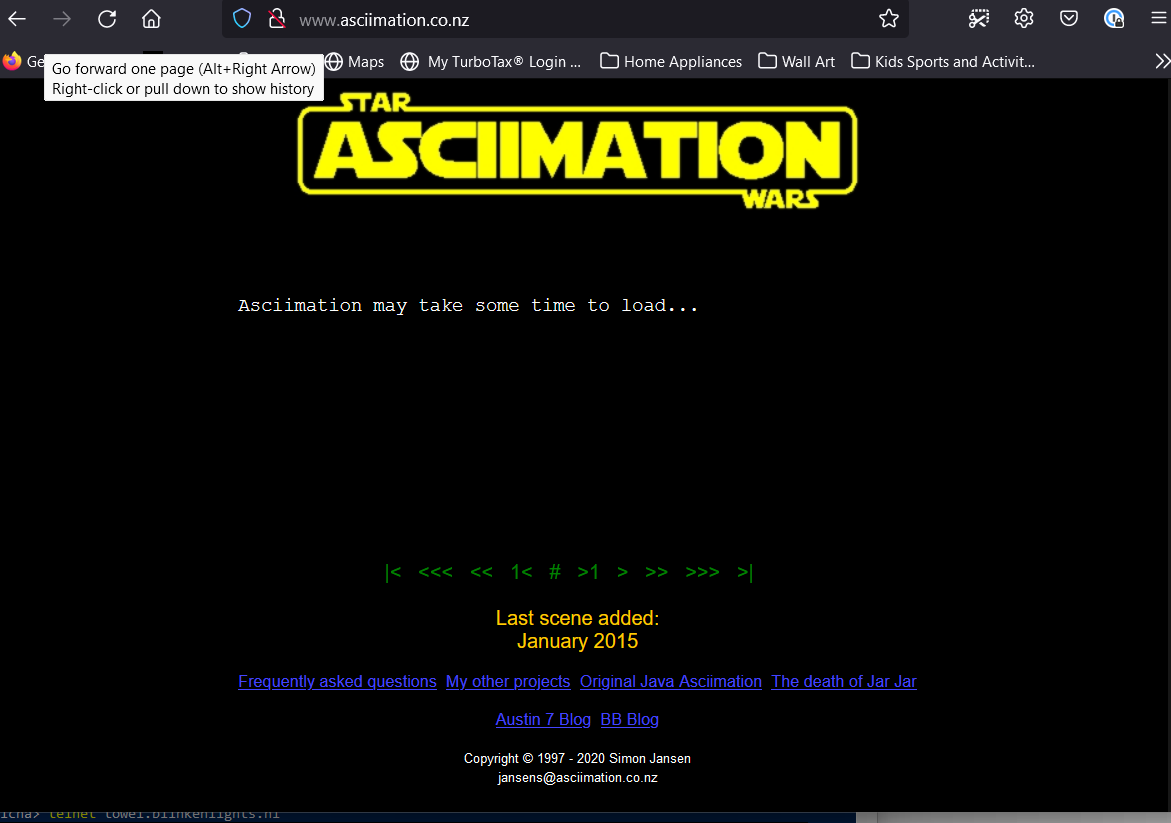 www.asciimation.co.nz
Ge
Maps
My TurboTax® Login ...
Home Appliances
Wall Art
Kids Sports and Activit...
Go forward one page (Alt+Right Arrow)
Right-click or pull down to show history
STAR
ASCIIMATION
WARS
Asciimation may take some time to load...
|< <<< << 1< # >1 > >> >>> >|
Last scene added:
January 2015
Frequently asked questions My other projects Original Java Asciimation The death of Jar Jar
Austin 7 Blog BB Blog
Copyright © 1997 - 2020 Simon Jansen
jansens@asciimation.co.nz
telnet towel.blinkenlights.nl